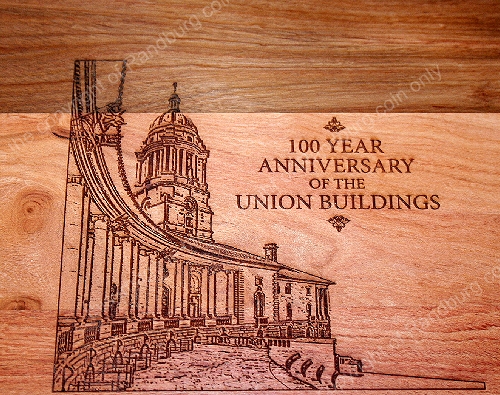 100 YEAR
ANNIVERSARY
OF THE
UNION BUILDINGS